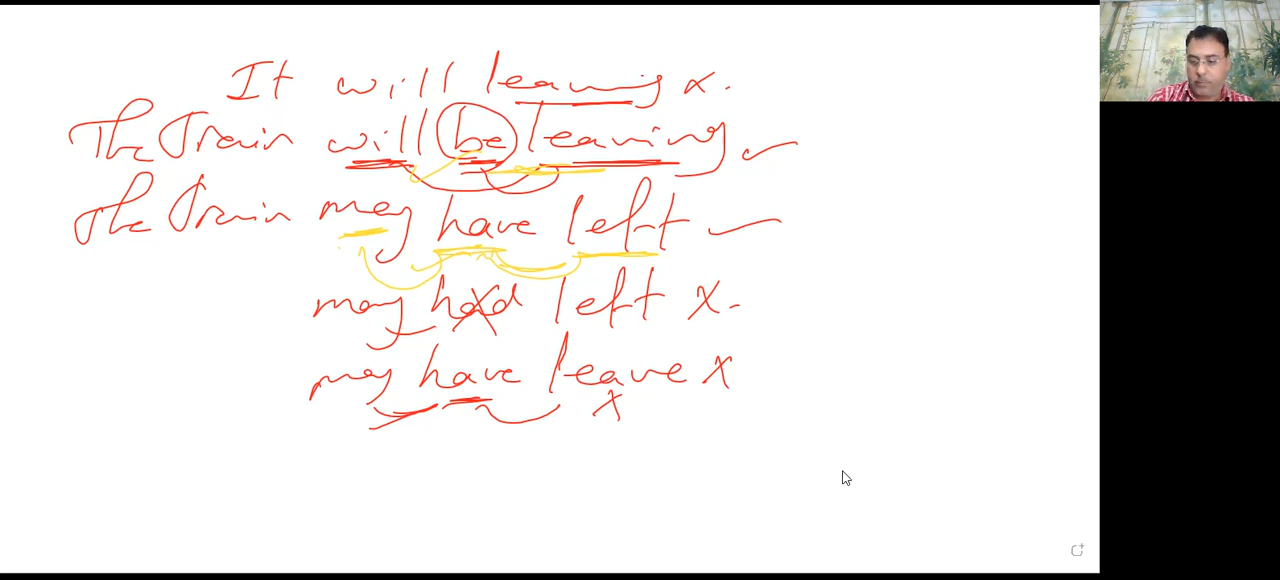 It will leaving x.
The Train will be leaving ✓
The Train may have left ✓
may had left x.
may have leave x
x